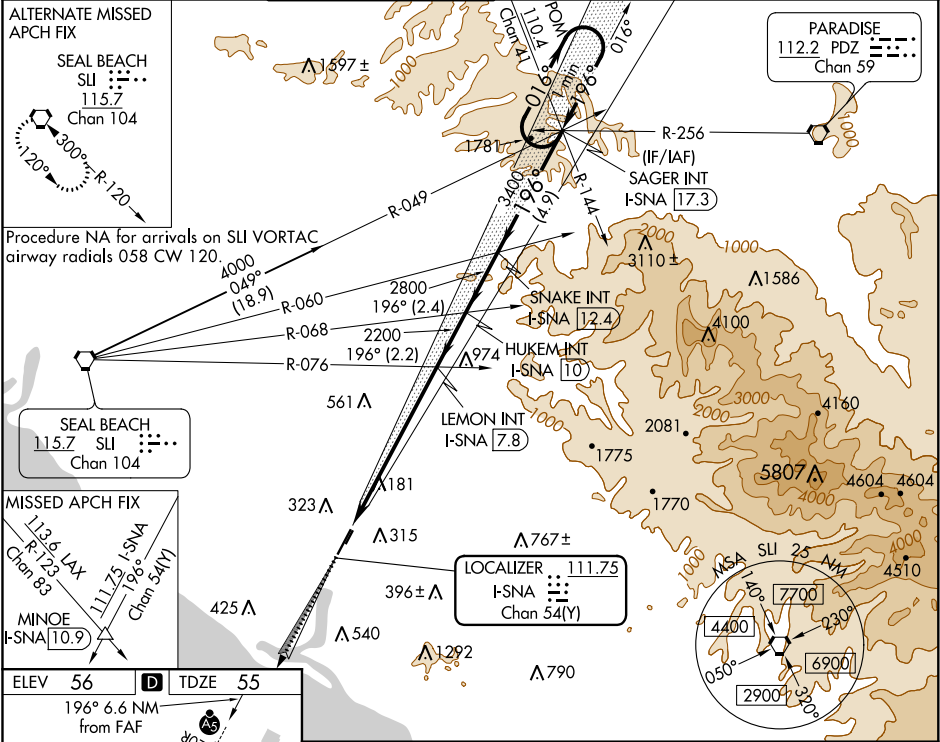 ALTERNATE MISSED
APCH FIX
SEAL BEACH
SLI
115.7
Chan 104
300°
120°
R-120
Procedure NA for arrivals on SLI VORTAC
airway radials 058 CW 120.
1597 ±
1000
POM
110.4
Chan 41
016°
016°
1 min
196°
PARADISE
112.2 PDZ
Chan 59
1000
R-256
1781
(IF/IAF)
SAGER INT
I-SNA 17.3
R-144
3400
196°
(4.9)
R-049
4000
049°
(18.9)
R-060
R-068
R-076
2800
196° (2.4)
2200
196° (2.2)
SNAKE INT
I-SNA 12.4
HUKEM INT
I-SNA 10
LEMON INT
I-SNA 7.8
2000
3110 ±
1000
1586
4100
974
561
3000
2000
1000
4160
2081
1775
5807
4000
4604
4604
1770
4000
4510
1000
SEAL BEACH
115.7 SLI
Chan 104
181
323
315
767 ±
MISSED APCH FIX
113.6 LAX
R-123
Chan 83
111.75 I-SNA
196°
Chan 54(Y)
MINOE
I-SNA 10.9
LOCALIZER 111.75
I-SNA
Chan 54(Y)
425
396 ±
540
1292
790
MSA SLI 25 NM
140°
7700
230°
4400
050°
6900
2900
320°
ELEV 56 D TDZE 55
196° 6.6 NM
from FAF
A5